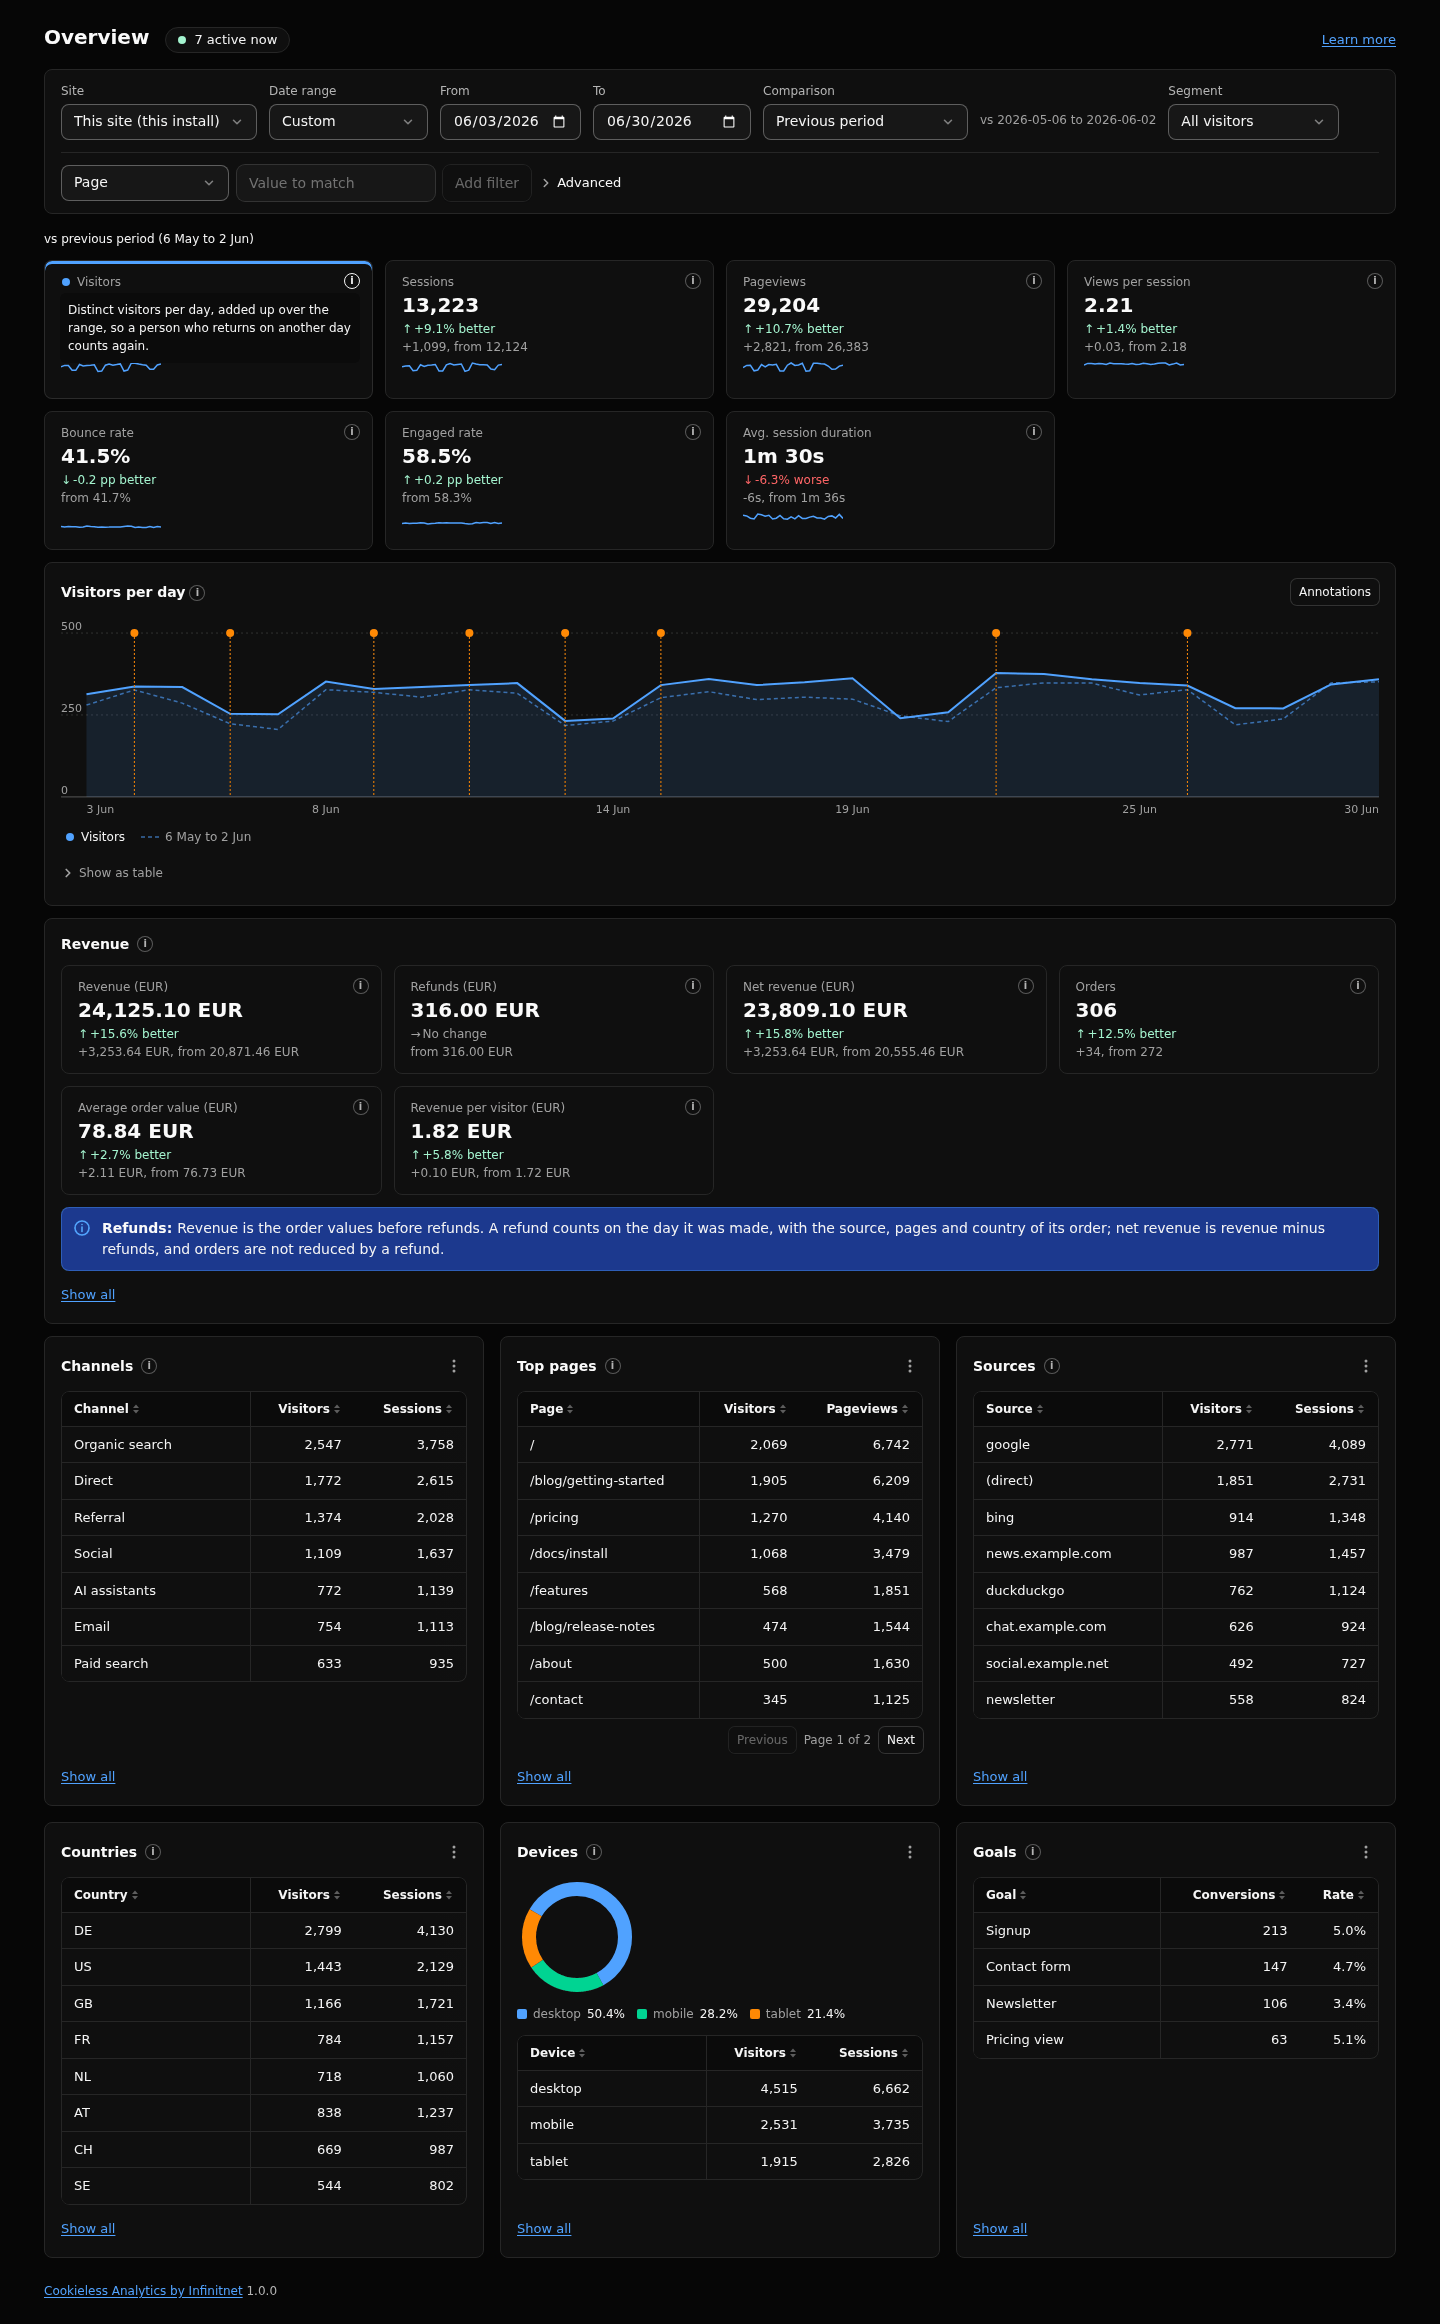 Overview
7 active now
Learn more
Site
Date range
From
To
Comparison
Segment
This site (this install)
Custom
06/03/2026
06/30/2026
Previous period
vs 2026-05-06 to 2026-06-02
All visitors
Page
Value to match
Add filter
Advanced
vs previous period (6 May to 2 Jun)
Visitors
Distinct visitors per day, added up over the
range, so a person who returns on another day
counts again.
Sessions
13,223
↑ +9.1% better
+1,099, from 12,124
Pageviews
29,204
↑ +10.7% better
+2,821, from 26,383
Views per session
2.21
↑ +1.4% better
+0.03, from 2.18
Bounce rate
41.5%
↓ -0.2 pp better
from 41.7%
Engaged rate
58.5%
↑ +0.2 pp better
from 58.3%
Avg. session duration
1m 30s
↓ -6.3% worse
-6s, from 1m 36s
Visitors per day
Annotations
500
250
0
3 Jun 8 Jun 14 Jun 19 Jun 25 Jun 30 Jun
Visitors 6 May to 2 Jun
Show as table
Revenue
Revenue (EUR)
24,125.10 EUR
↑ +15.6% better
+3,253.64 EUR, from 20,871.46 EUR
Refunds (EUR)
316.00 EUR
→ No change
from 316.00 EUR
Net revenue (EUR)
23,809.10 EUR
↑ +15.8% better
+3,253.64 EUR, from 20,555.46 EUR
Orders
306
↑ +12.5% better
+34, from 272
Average order value (EUR)
78.84 EUR
↑ +2.7% better
+2.11 EUR, from 76.73 EUR
Revenue per visitor (EUR)
1.82 EUR
↑ +5.8% better
+0.10 EUR, from 1.72 EUR
Refunds: Revenue is the order values before refunds. A refund counts on the day it was made, with the source, pages and country of its order; net revenue is revenue minus
refunds, and orders are not reduced by a refund.
Show all
Channels
Channel Visitors Sessions
Organic search 2,547 3,758
Direct 1,772 2,615
Referral 1,374 2,028
Social 1,109 1,637
AI assistants 772 1,139
Email 754 1,113
Paid search 633 935
Show all
Top pages
Page Visitors Pageviews
/ 2,069 6,742
/blog/getting-started 1,905 6,209
/pricing 1,270 4,140
/docs/install 1,068 3,479
/features 568 1,851
/blog/release-notes 474 1,544
/about 500 1,630
/contact 345 1,125
Previous Page 1 of 2 Next
Show all
Sources
Source Visitors Sessions
google 2,771 4,089
(direct) 1,851 2,731
bing 914 1,348
news.example.com 987 1,457
duckduckgo 762 1,124
chat.example.com 626 924
social.example.net 492 727
newsletter 558 824
Show all
Countries
Country Visitors Sessions
DE 2,799 4,130
US 1,443 2,129
GB 1,166 1,721
FR 784 1,157
NL 718 1,060
AT 838 1,237
CH 669 987
SE 544 802
Show all
Devices
desktop 50.4% mobile 28.2% tablet 21.4%
Device Visitors Sessions
desktop 4,515 6,662
mobile 2,531 3,735
tablet 1,915 2,826
Show all
Goals
Goal Conversions Rate
Signup 213 5.0%
Contact form 147 4.7%
Newsletter 106 3.4%
Pricing view 63 5.1%
Show all
Cookieless Analytics by Infinitnet 1.0.0